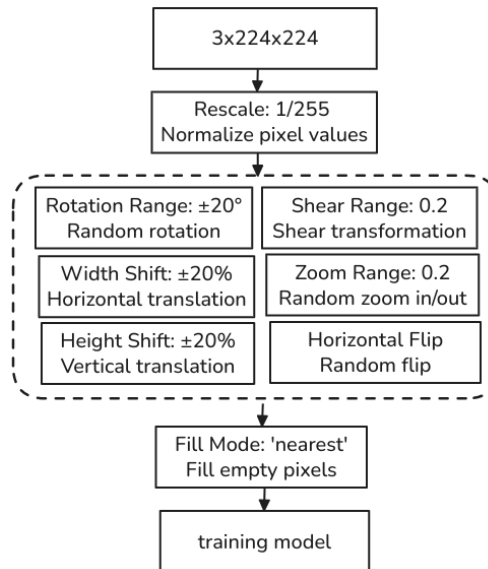 3x224x224
Rescale: 1/255
Normalize pixel values
Rotation Range: ±20°
Random rotation
Shear Range: 0.2
Shear transformation
Width Shift: ±20%
Horizontal translation
Zoom Range: 0.2
Random zoom in/out
Height Shift: ±20%
Vertical translation
Horizontal Flip
Random flip
Fill Mode: 'nearest'
Fill empty pixels
training model